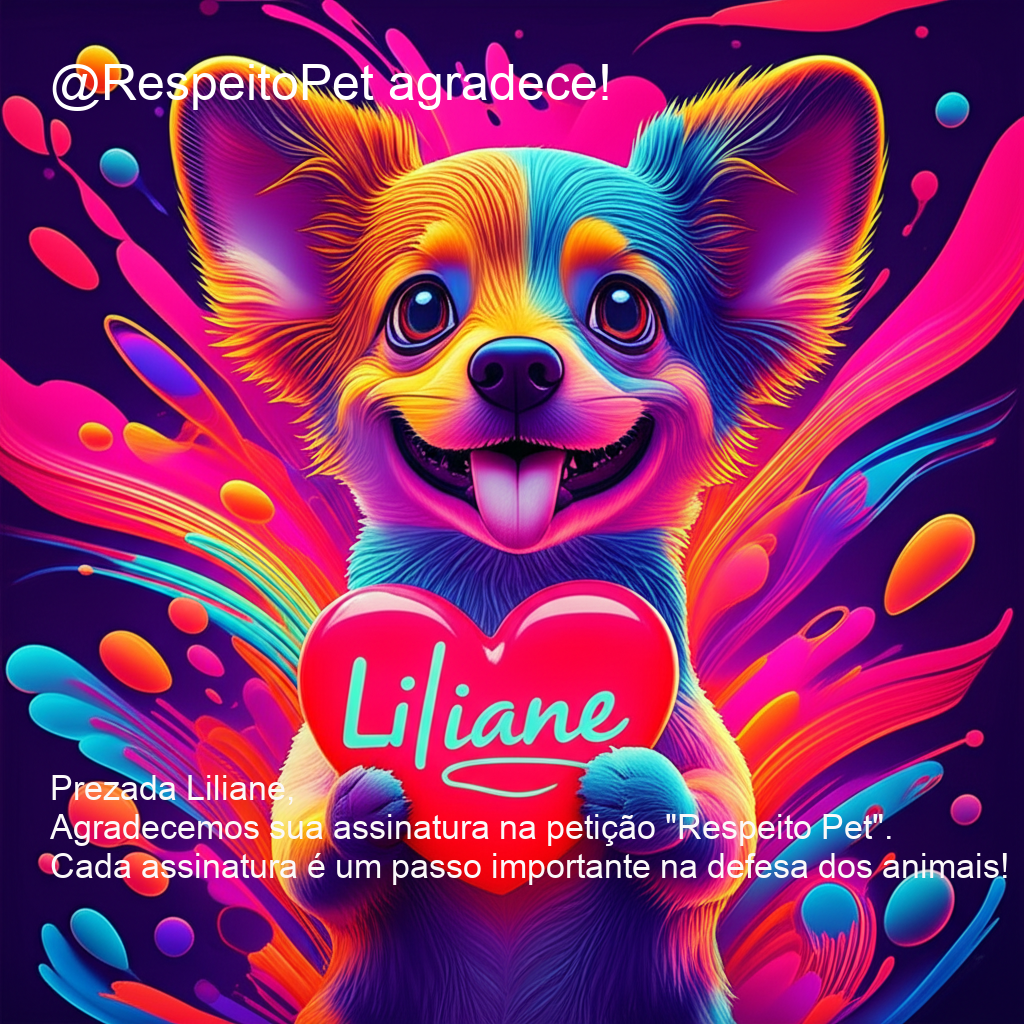 @RespeitoPet agradece!
Liliane
Prezada Liliane,
Agradecemos sua assinatura na petição "Respeito Pet".
Cada assinatura é um passo importante na defesa dos animais!